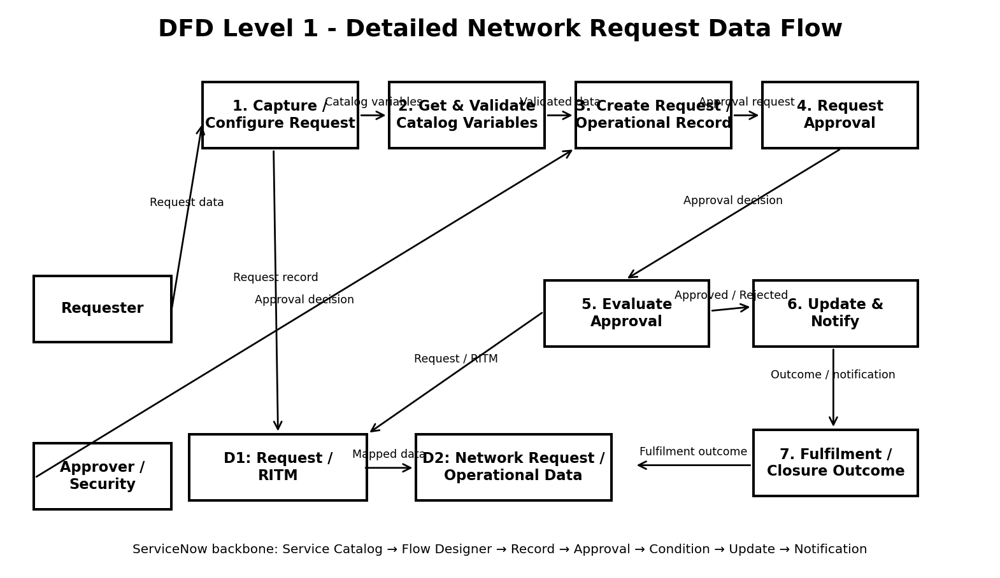 DFD Level 1 - Detailed Network Request Data Flow
1. Capture /
Configure Request
Catalog variables
2. Get & Validate
Catalog Variables
Validated data
3. Create Request /
Operational Record
Approval request
4. Request
Approval
Request data
Approval decision
Request record
Approval decision
Requester
5. Evaluate
Approval
Approved / Rejected
6. Update &
Notify
Request / RITM
Outcome / notification
Approver /
Security
D1: Request /
RITM
Mapped data
D2: Network Request /
Operational Data
Fulfilment outcome
7. Fulfilment /
Closure Outcome
ServiceNow backbone: Service Catalog → Flow Designer → Record → Approval → Condition → Update → Notification